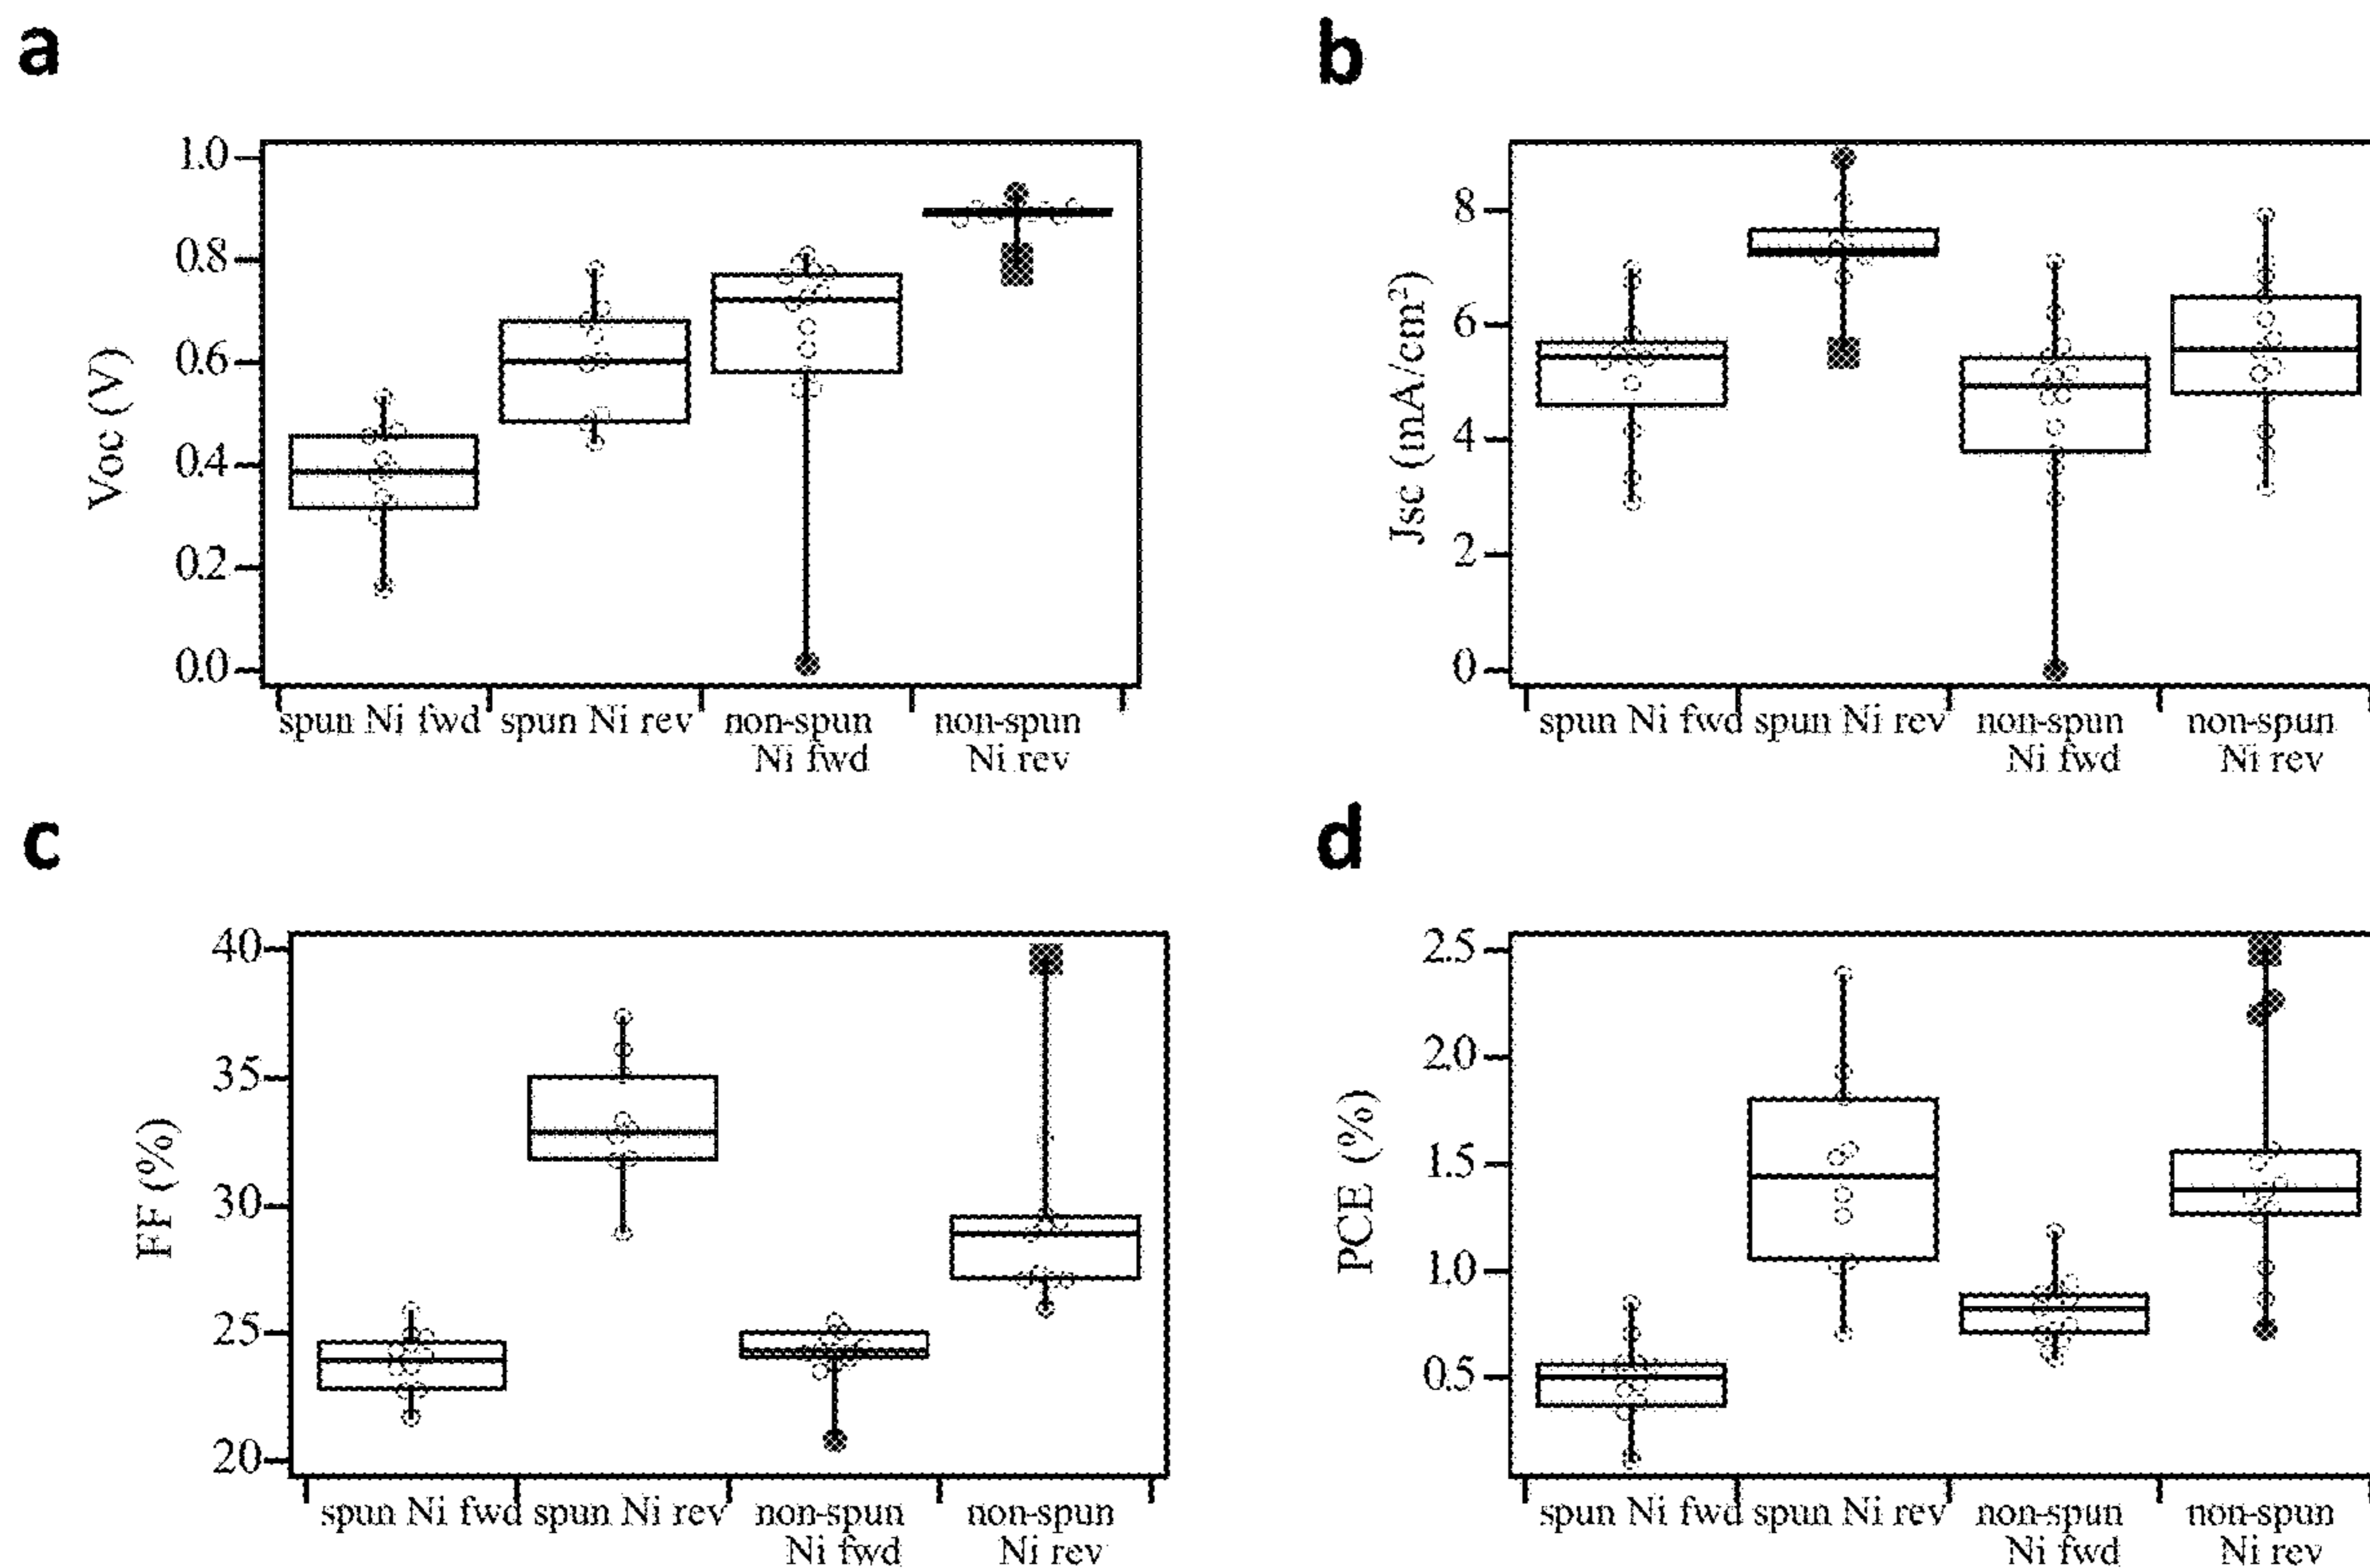 a
Voc (V)
1.0
0.8
0.6
0.4
0.2
0.0
spun Ni fwd spun Ni rev non-spun non-spun
Ni fwd Ni rev
b
Jsc (mA/cm²)
8
6
4
2
0
spun Ni fwd spun Ni rev non-spun non-spun
Ni fwd Ni rev
c
FF (%)
40
35
30
25
20
spun Ni fwd spun Ni rev non-spun non-spun
Ni fwd Ni rev
d
PCE (%)
2.5
2.0
1.5
1.0
0.5
spun Ni fwd spun Ni rev non-spun non-spun
Ni fwd Ni rev